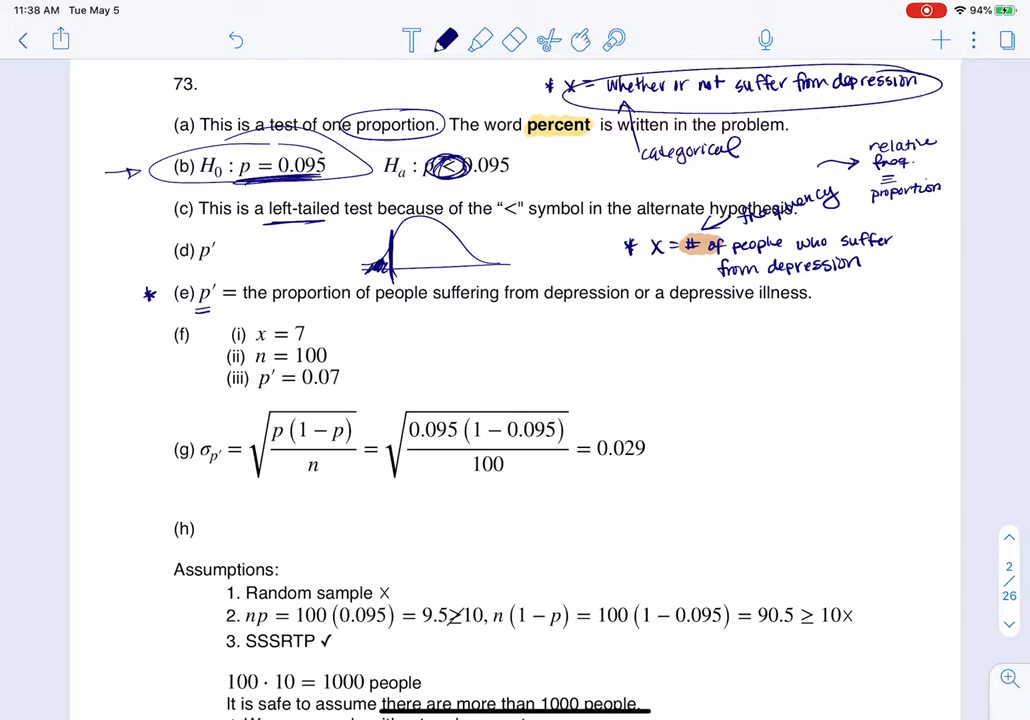 11:38 AM Tue May 5
94%
T
73.
* x = whether or not suffer from depression
(a) This is a test of one proportion. The word percent is written in the problem.
categorical
(b) H₀ : p = 0.095 Hₐ : p < 0.095
relative
freq.
=
proportion
(c) This is a left-tailed test because of the "<" symbol in the alternate hypothesis.
frequency
(d) p′
* X = # of people who suffer
from depression
* (e) p′ = the proportion of people suffering from depression or a depressive illness.
(f) (i) x = 7
(ii) n = 100
(iii) p′ = 0.07
(g) σp′ = √(p (1 − p) / n) = √(0.095 (1 − 0.095) / 100) = 0.029
(h)
Assumptions:
1. Random sample X
2. np = 100 (0.095) = 9.5≱10, n (1 − p) = 100 (1 − 0.095) = 90.5 ≥ 10X
3. SSSRTP ✓
100 · 10 = 1000 people
It is safe to assume there are more than 1000 people.
2
/
26